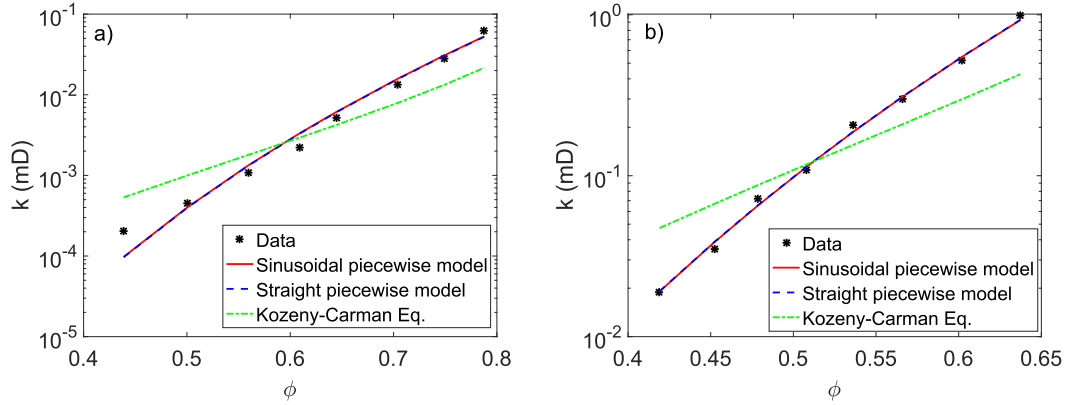 a)
10^-1
10^-2
10^-3
10^-4
10^-5
k (mD)
Data
Sinusoidal piecewise model
Straight piecewise model
Kozeny-Carman Eq.
0.4 0.5 0.6 0.7 0.8
ϕ
b)
10^0
10^-1
10^-2
k (mD)
Data
Sinusoidal piecewise model
Straight piecewise model
Kozeny-Carman Eq.
0.4 0.45 0.5 0.55 0.6 0.65
ϕ